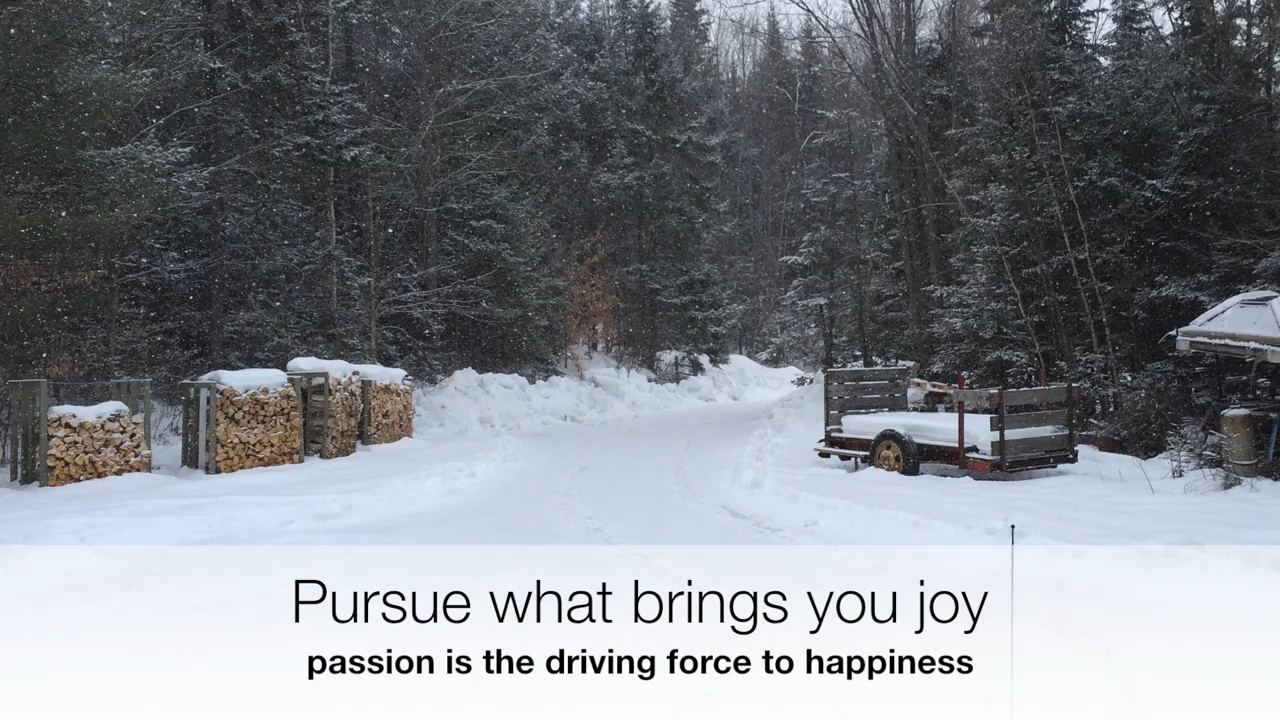 Pursue what brings you joy
passion is the driving force to happiness